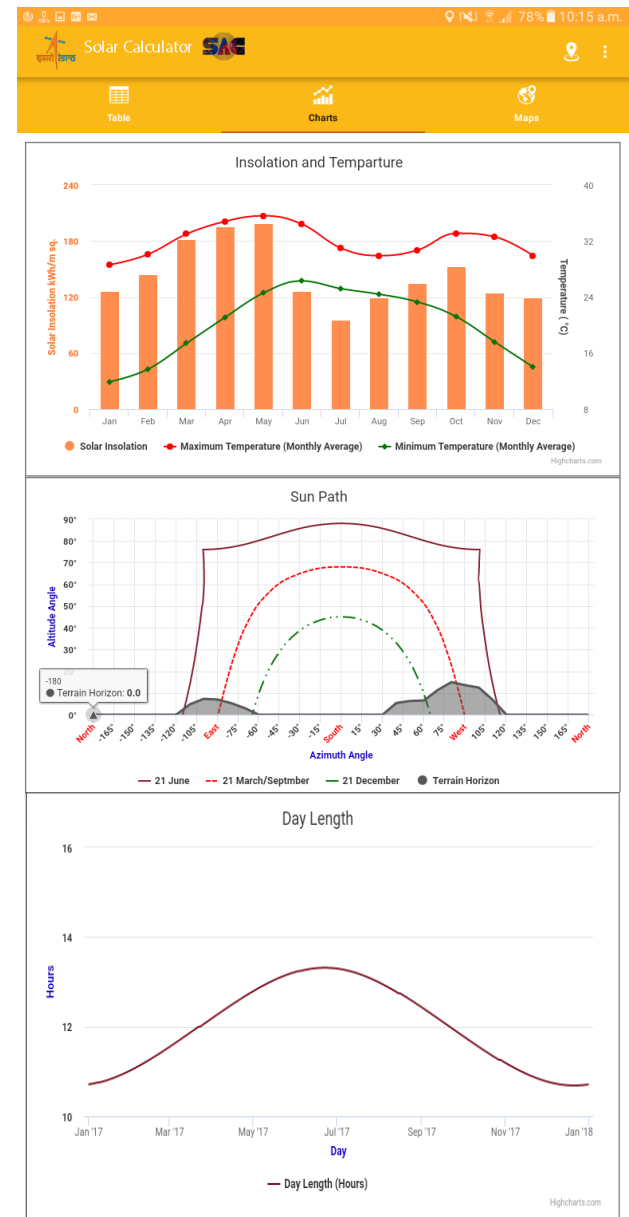 78% 10:15 a.m.
इसरो isro
Solar Calculator SAC
Table Charts Maps
Insolation and Temparture
240 40
180 32
120 24
60 16
0 8
Solar Insolation kWh/m sq.
Temperature ( °C)
Jan Feb Mar Apr May Jun Jul Aug Sep Oct Nov Dec
Solar Insolation Maximum Temperature (Monthly Average) Minimum Temperature (Monthly Average)
Highcharts.com
Sun Path
90°
80°
70°
60°
50°
40°
30°
20°
0°
Altitude Angle
-180
Terrain Horizon: 0.0
North -165° -150° -135° -120° -105° East -75° -60° -45° -30° -15° South 15° 30° 45° 60° 75° West 105° 120° 135° 150° 165° North
Azimuth Angle
21 June 21 March/Septmber 21 December Terrain Horizon
Day Length
16
14
12
10
Hours
Jan '17 Mar '17 May '17 Jul '17 Sep '17 Nov '17 Jan '18
Day
Day Length (Hours)
Highcharts.com